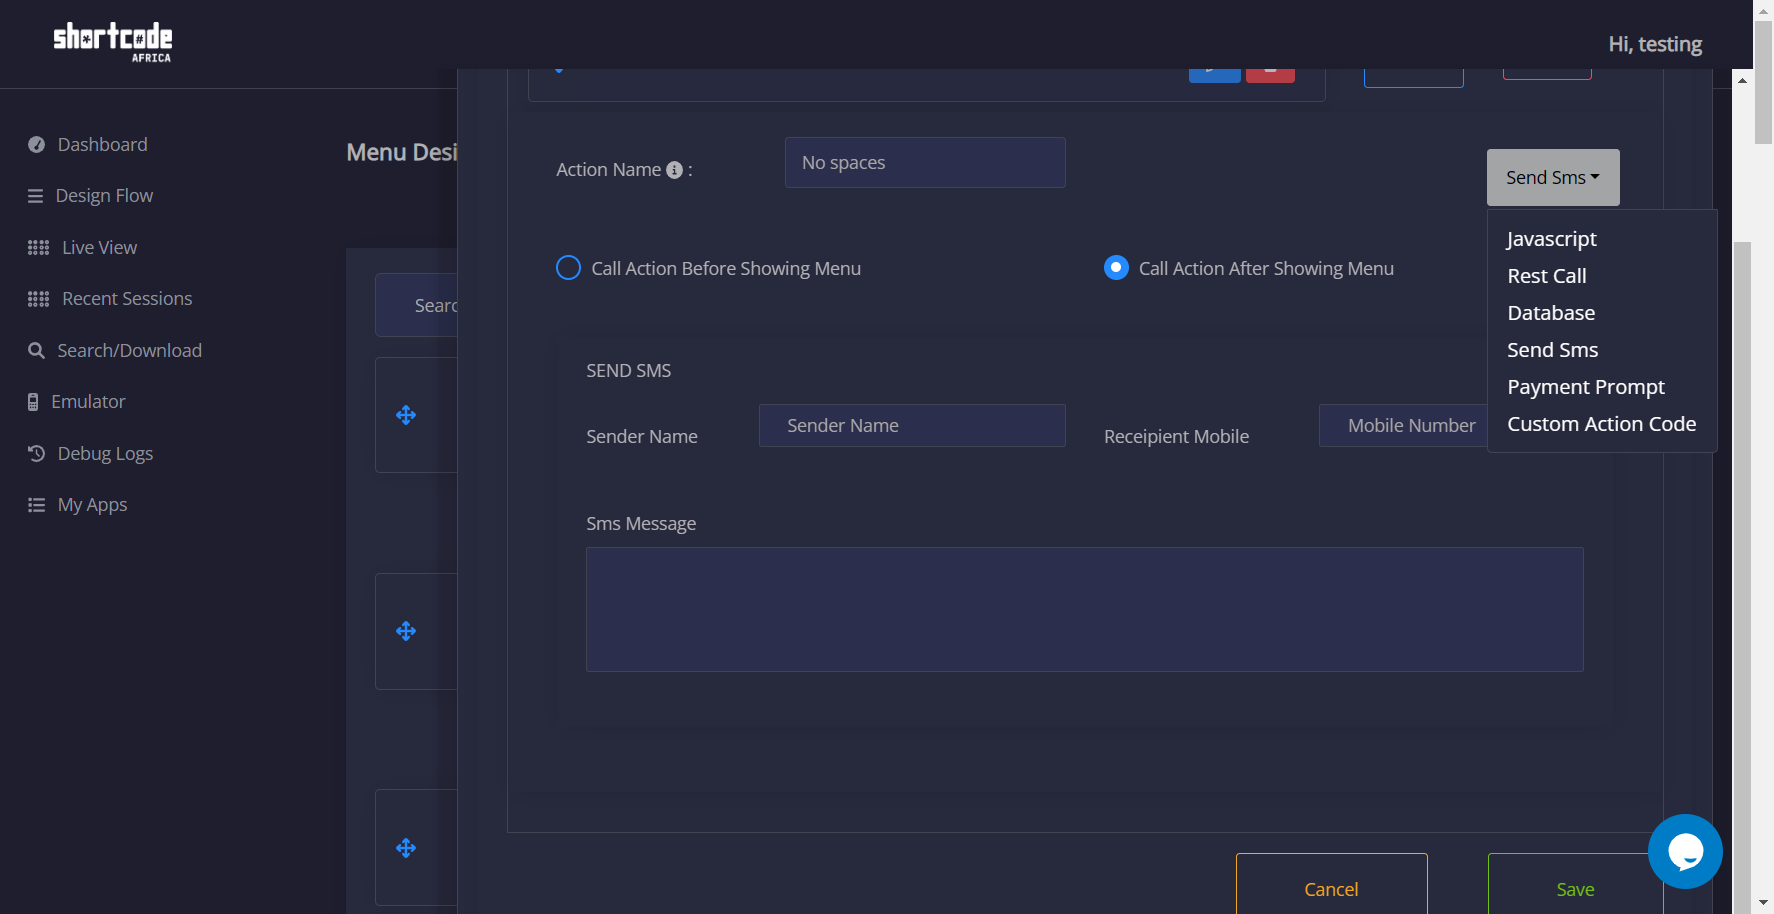 shortcode
AFRICA
Hi, testing
Dashboard
Design Flow
Live View
Recent Sessions
Search/Download
Emulator
Debug Logs
My Apps
Menu Desi
Searc
Action Name :
No spaces
Send Sms
Javascript
Rest Call
Database
Send Sms
Payment Prompt
Custom Action Code
Call Action Before Showing Menu
Call Action After Showing Menu
SEND SMS
Sender Name
Sender Name
Receipient Mobile
Mobile Number
Sms Message
Cancel
Save